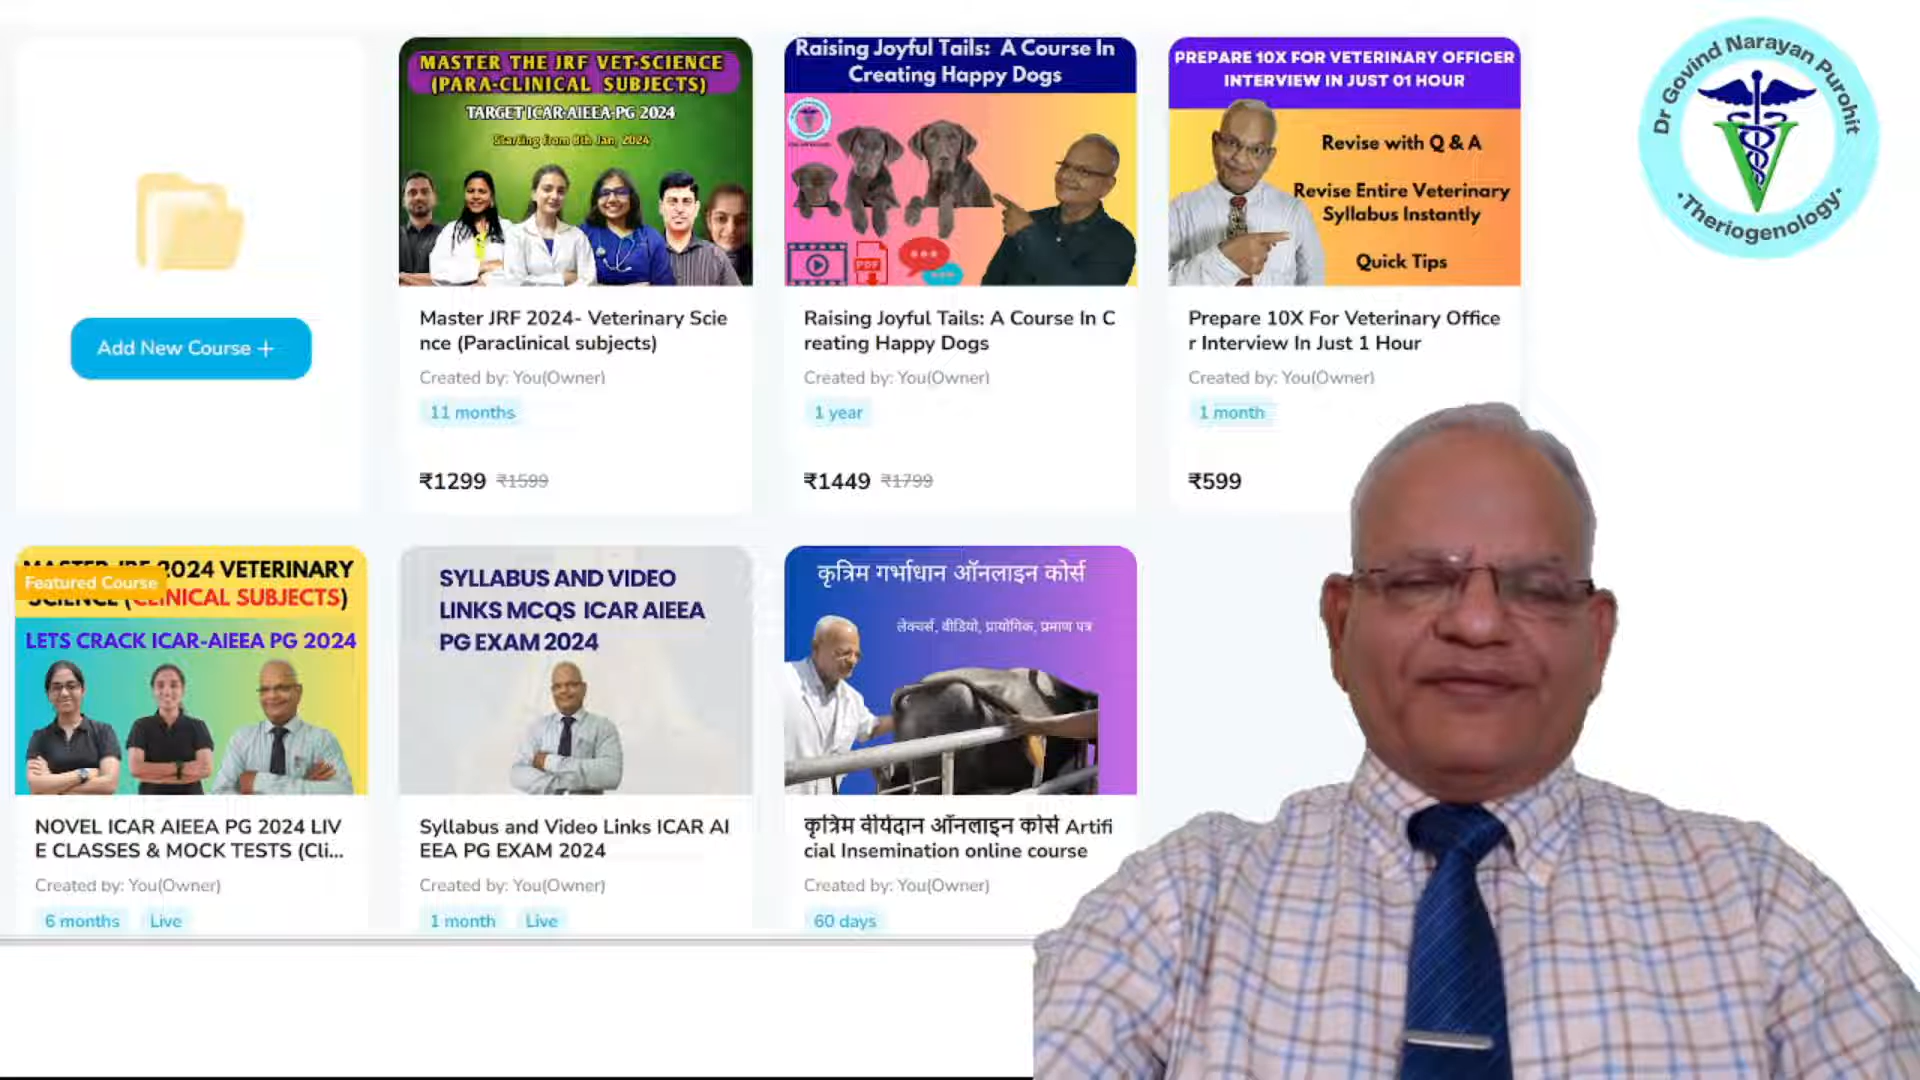 MASTER THE JRF VET-SCIENCE
(PARA-CLINICAL SUBJECTS)
TARGET ICAR-AIEEA-PG 2024
Starting from 8th Jan, 2024
Raising Joyful Tails: A Course In
Creating Happy Dogs
PDF
PREPARE 10X FOR VETERINARY OFFICER
INTERVIEW IN JUST 01 HOUR
Revise with Q & A
Revise Entire Veterinary
Syllabus Instantly
Quick Tips
Dr Govind Narayan Purohit
•Theriogenology•
Add New Course +
Master JRF 2024- Veterinary Scie
nce (Paraclinical subjects)
Created by: You(Owner)
11 months
₹1299 ₹1599
Raising Joyful Tails: A Course In C
reating Happy Dogs
Created by: You(Owner)
1 year
₹1449 ₹1799
Prepare 10X For Veterinary Office
r Interview In Just 1 Hour
Created by: You(Owner)
1 month
₹599
MASTER JRF 2024 VETERINARY
Featured Course
SCIENCE (CLINICAL SUBJECTS)
LETS CRACK ICAR-AIEEA PG 2024
NOVEL ICAR AIEEA PG 2024 LIV
E CLASSES & MOCK TESTS (Cli...
Created by: You(Owner)
6 months Live
SYLLABUS AND VIDEO
LINKS MCQS ICAR AIEEA
PG EXAM 2024
Syllabus and Video Links ICAR AI
EEA PG EXAM 2024
Created by: You(Owner)
1 month Live
कृत्रिम गर्भाधान ऑनलाइन कोर्स
लेक्चर्स, वीडियो, प्रायोगिक, प्रमाण पत्र
कृत्रिम वीर्यदान ऑनलाइन कोर्स Artifi
cial Insemination online course
Created by: You(Owner)
60 days